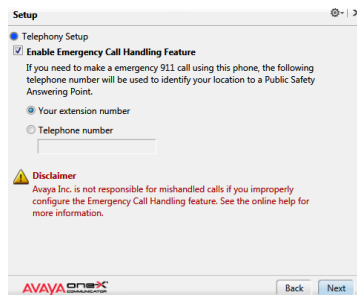 Setup
Telephony Setup
Enable Emergency Call Handling Feature
If you need to make a emergency 911 call using this phone, the following
telephone number will be used to identify your location to a Public Safety
Answering Point.
Your extension number
Telephone number
Disclaimer
Avaya Inc. is not responsible for mishandled calls if you improperly
configure the Emergency Call Handling feature. See the online help for
more information.
AVAYA one-X
COMMUNICATOR
Back Next